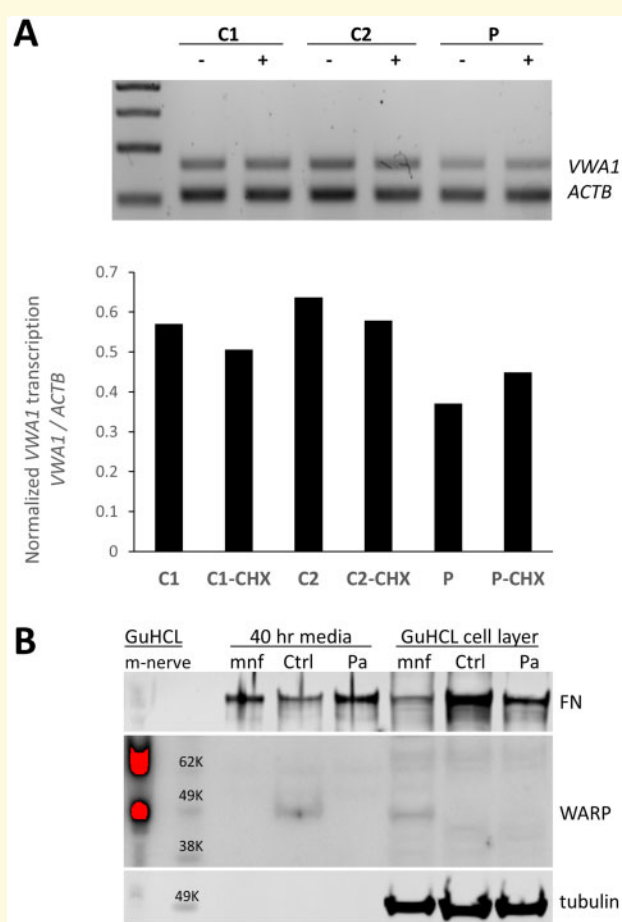 A
C1 C2 P
- + - + - +
VWA1
ACTB
Normalized VWA1 transcription
VWA1 / ACTB
0.7
0.6
0.5
0.4
0.3
0.2
0.1
0
C1 C1-CHX C2 C2-CHX P P-CHX
B
GuHCL 40 hr media GuHCL cell layer
m-nerve mnf Ctrl Pa mnf Ctrl Pa
FN
62K
49K
WARP
38K
49K
tubulin